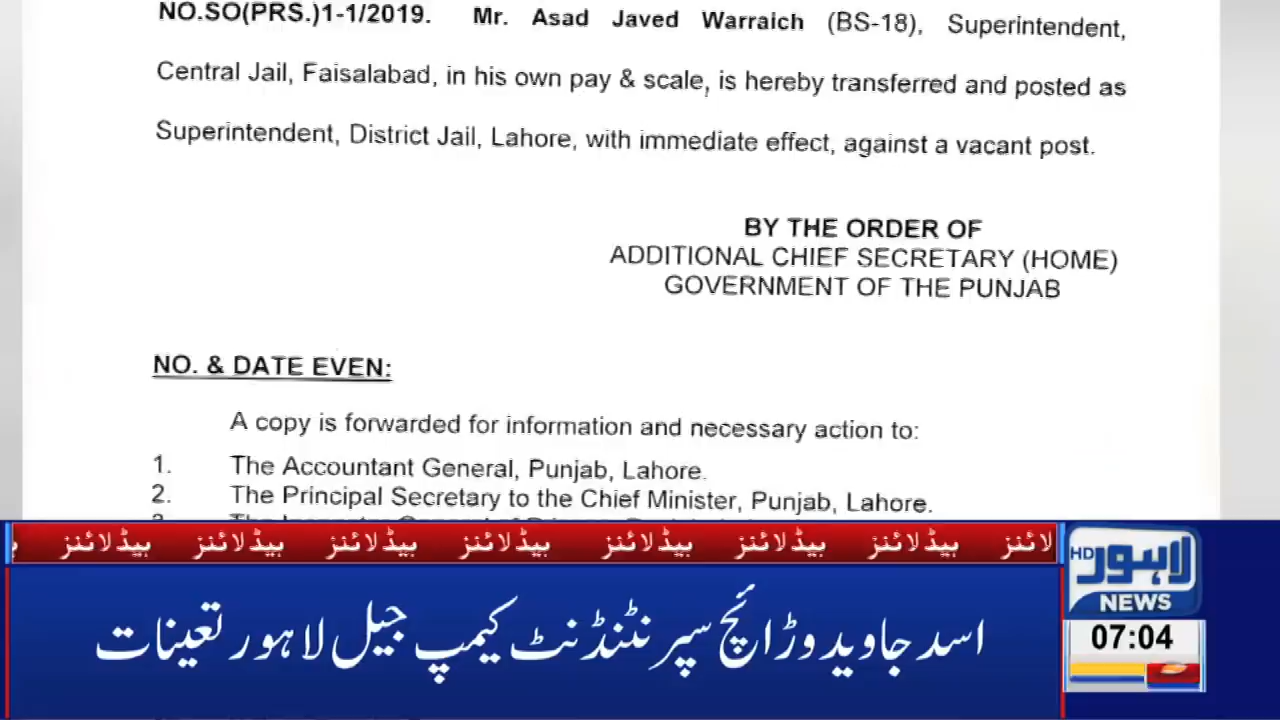 NO.SO(PRS.)1-1/2019. Mr. Asad Javed Warraich (BS-18), Superintendent,
Central Jail, Faisalabad, in his own pay & scale, is hereby transferred and posted as
Superintendent, District Jail, Lahore, with immediate effect, against a vacant post.
BY THE ORDER OF
ADDITIONAL CHIEF SECRETARY (HOME)
GOVERNMENT OF THE PUNJAB
NO. & DATE EVEN:
A copy is forwarded for information and necessary action to:
1. The Accountant General, Punjab, Lahore.
2. The Principal Secretary to the Chief Minister, Punjab, Lahore.
ہیڈلائنز ہیڈلائنز ہیڈلائنز ہیڈلائنز ہیڈلائنز ہیڈلائنز ہیڈلائنز لائنز
اسد جاوید وڑائچ سپرنٹنڈنٹ کیمپ جیل لاہور تعینات
لاہور HD
NEWS
07:04